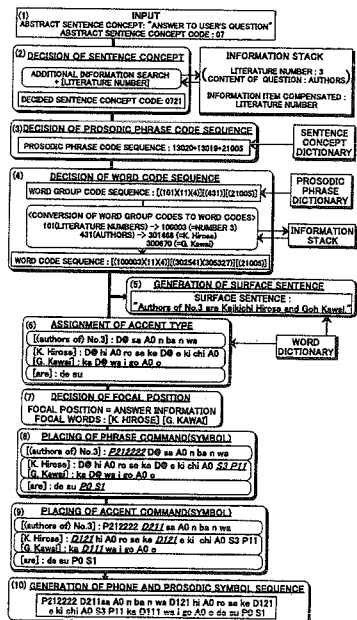 (1) INPUT
ABSTRACT SENTENCE CONCEPT: "ANSWER TO USER'S QUESTION"
ABSTRACT SENTENCE CONCEPT CODE : 07
(2) DECISION OF SENTENCE CONCEPT
ADDITIONAL INFORMATION SEARCH
+ [LITERATURE NUMBER]
DECIDED SENTENCE CONCEPT CODE: 0721
INFORMATION STACK
LITERATURE NUMBER : 3
(CONTENT OF QUESTION : AUTHORS)
INFORMATION ITEM COMPENSATED :
LITERATURE NUMBER
(3) DECISION OF PROSODIC PHRASE CODE SEQUENCE
PROSODIC PHRASE CODE SEQUENCE : 13020+13019+21005
SENTENCE
CONCEPT
DICTIONARY
(4) DECISION OF WORD CODE SEQUENCE
WORD GROUP CODE SEQUENCE : [(101)(11)(4)][(431)][(21005)]
<CONVERSION OF WORD GROUP CODES TO WORD CODES>
101(LITERATURE NUMBERS) -> 100003 (=NUMBER 3)
431(AUTHORS) -> 301468 (=K. Hirose)
300670 (=G. Kawai)
WORD CODE SEQUENCE : [(100003)(11)(4)][(302541)(305327)][(21005)]
PROSODIC
PHRASE
DICTIONARY
INFORMATION
STACK
(5) GENERATION OF SURFACE SENTENCE
SURFACE SENTENCE :
"Authors of No.3 are Keikichi Hirose and Goh Kawai."
(6) ASSIGNMENT OF ACCENT TYPE
[(authors of) No.3] : D@ sa A0 n ba n wa
[K. Hirose] : D@ hi A0 ro se ke D@ e ki chi A0
[G. Kawai] : ka D@ wa i go A0 o
[are] : de su
WORD
DICTIONARY
(7) DECISION OF FOCAL POSITION
FOCAL POSITION = ANSWER INFORMATION
FOCAL WORDS : [K. HIROSE] [G. KAWAI]
(8) PLACING OF PHRASE COMMAND(SYMBOL)
[(authors of) No.3] : P212222 D@ sa A0 n ba n wa
[K. Hirose] : D@ hi A0 ro se ke D@ e ki chi A0 S3 P11
[G. Kawai] : ka D@ wa i go A0 o
[are] : de su P0 S1
(9) PLACING OF ACCENT COMMAND(SYMBOL)
[(authors of) No.3] : P212222 D211 sa A0 n ba n wa
[K. Hirose] : D121 hi A0 ro se ke D121 e ki chi A0 S3 P11
[G. Kawai] : ka D111 wa i go A0 o
[are] : de su P0 S1
(10) GENERATION OF PHONE AND PROSODIC SYMBOL SEQUENCE
P212222 D211sa A0 n ba n wa D121 hi A0 ro se ke D121
e ki chi A0 S3 P11 ka D111 wa i go A0 o de su P0 S1